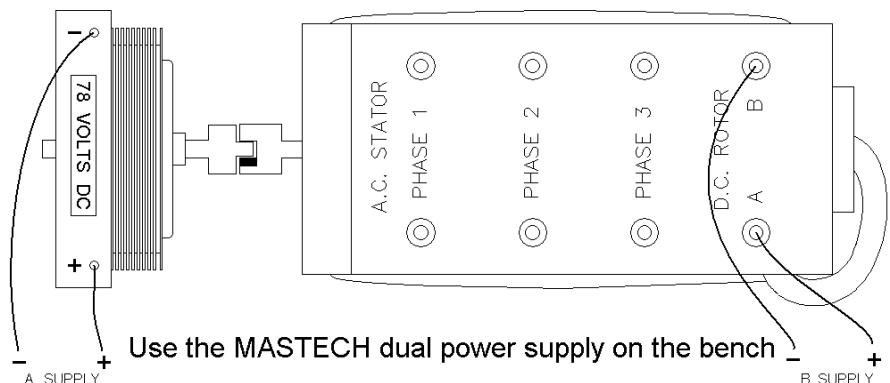 −
78 VOLTS DC
+
A.C. STATOR
PHASE 1
PHASE 2
PHASE 3
D.C. ROTOR
B
A
− +
A SUPPLY
Use the MASTECH dual power supply on the bench
− +
B SUPPLY